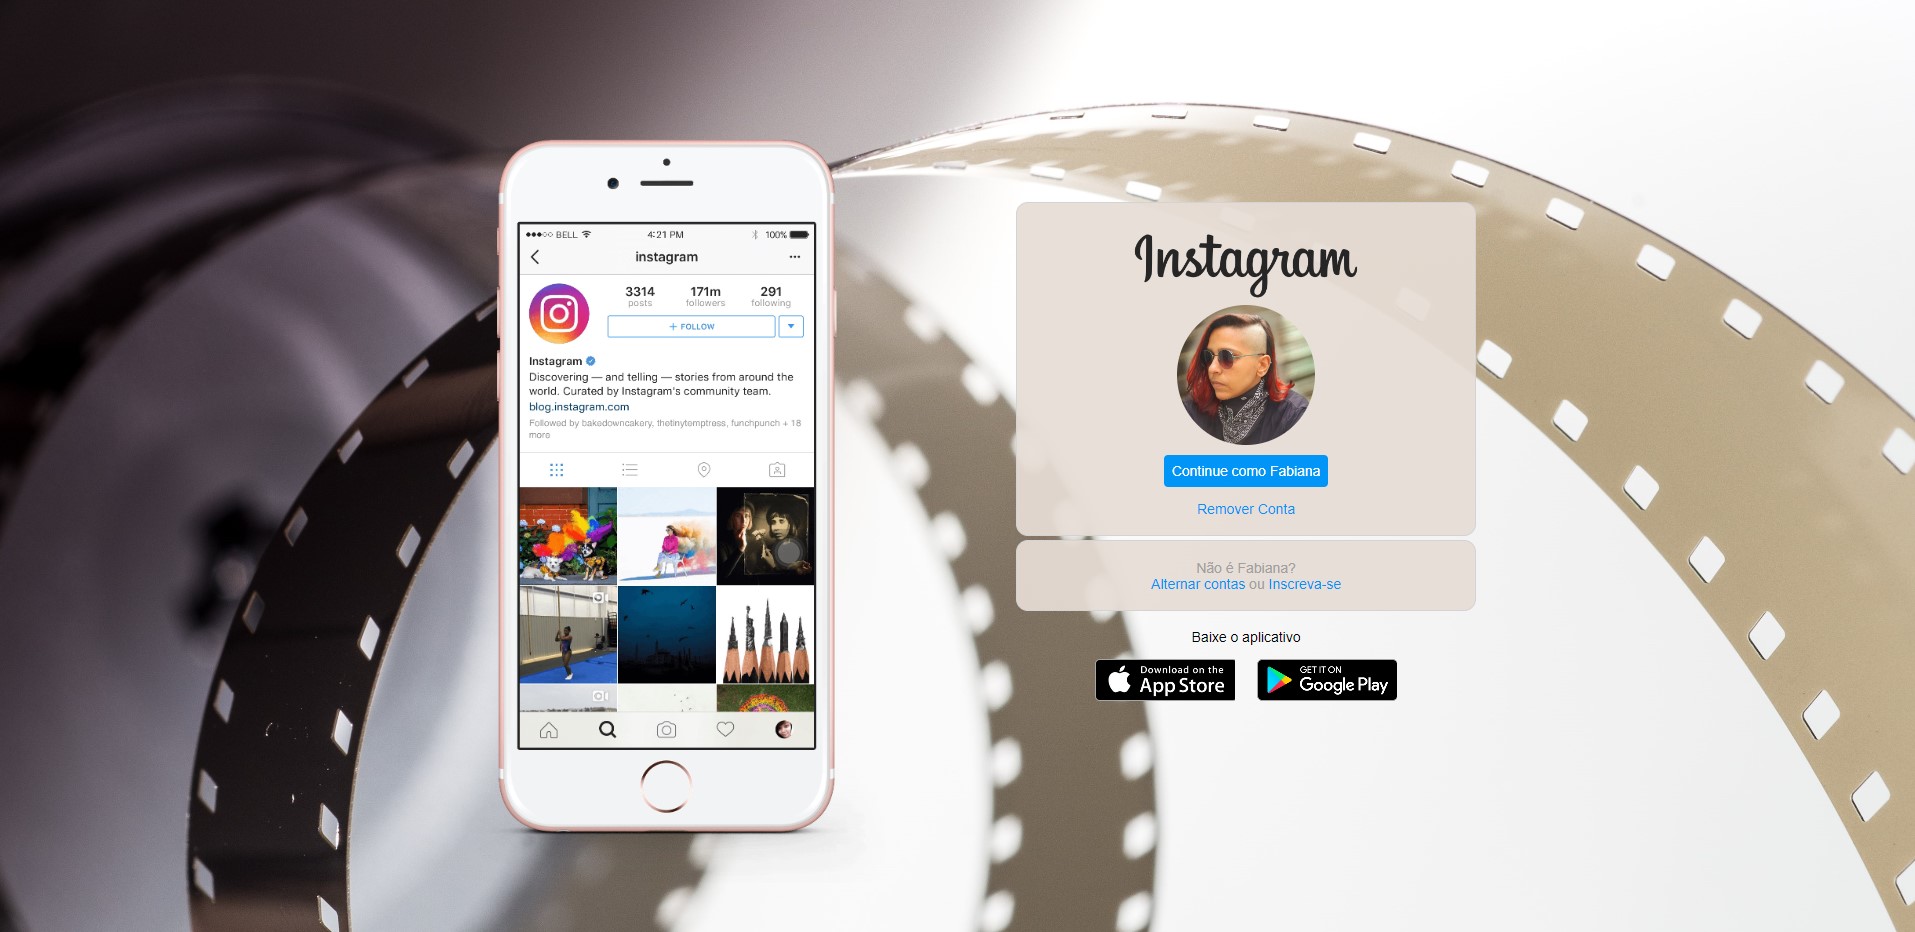 BELL 4:21 PM 100%
instagram
3314 171m 291
posts followers following
+ FOLLOW
Instagram
Discovering — and telling — stories from around the
world. Curated by Instagram's community team.
blog.instagram.com
Followed by bakedowncakery, thetinytemptress, funchpunch + 18
more
Instagram
Continue como Fabiana
Remover Conta
Não é Fabiana?
Alternar contas ou Inscreva-se
Baixe o aplicativo
Download on the
App Store
GET IT ON
Google Play